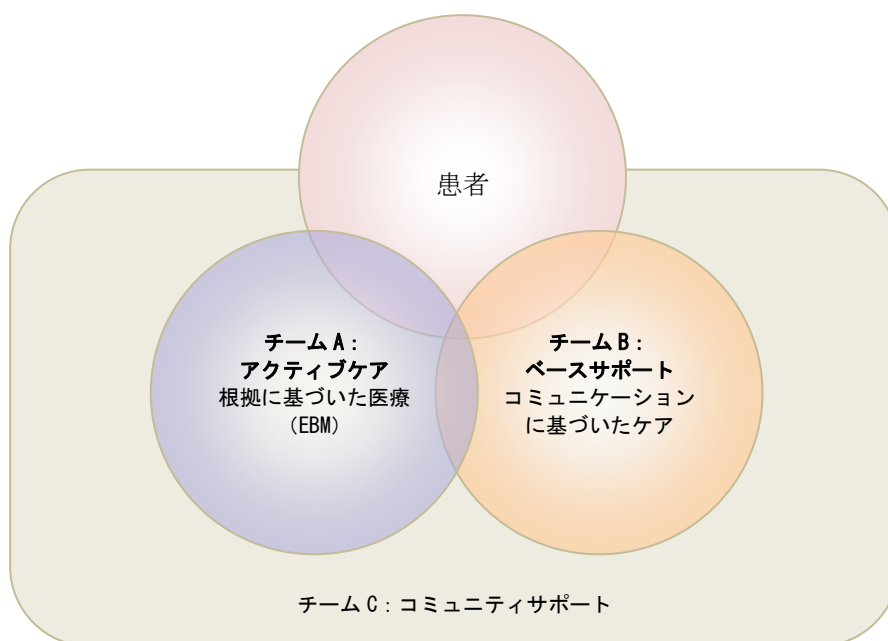 患者
チーム A：
アクティブケア
根拠に基づいた医療
（EBM）
チーム B：
ベースサポート
コミュニケーション
に基づいたケア
チーム C：コミュニティサポート